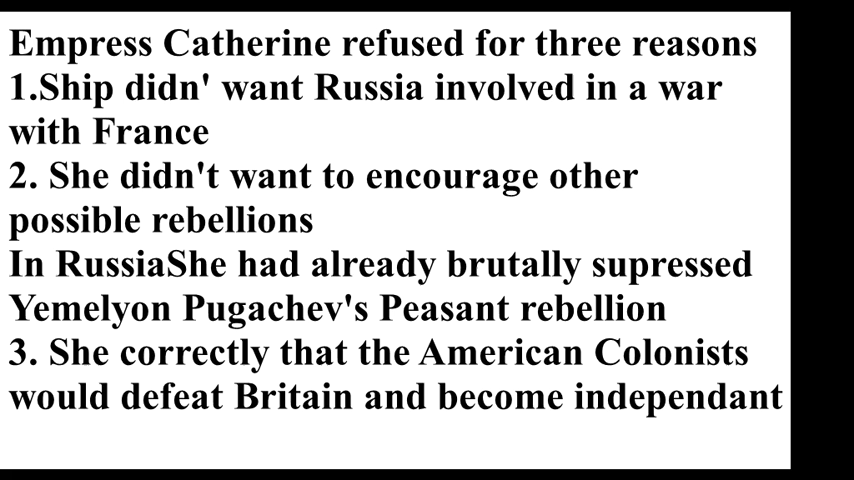 Empress Catherine refused for three reasons
1.Ship didn' want Russia involved in a war
with France
2. She didn't want to encourage other
possible rebellions
In RussiaShe had already brutally supressed
Yemelyon Pugachev's Peasant rebellion
3. She correctly that the American Colonists
would defeat Britain and become independant